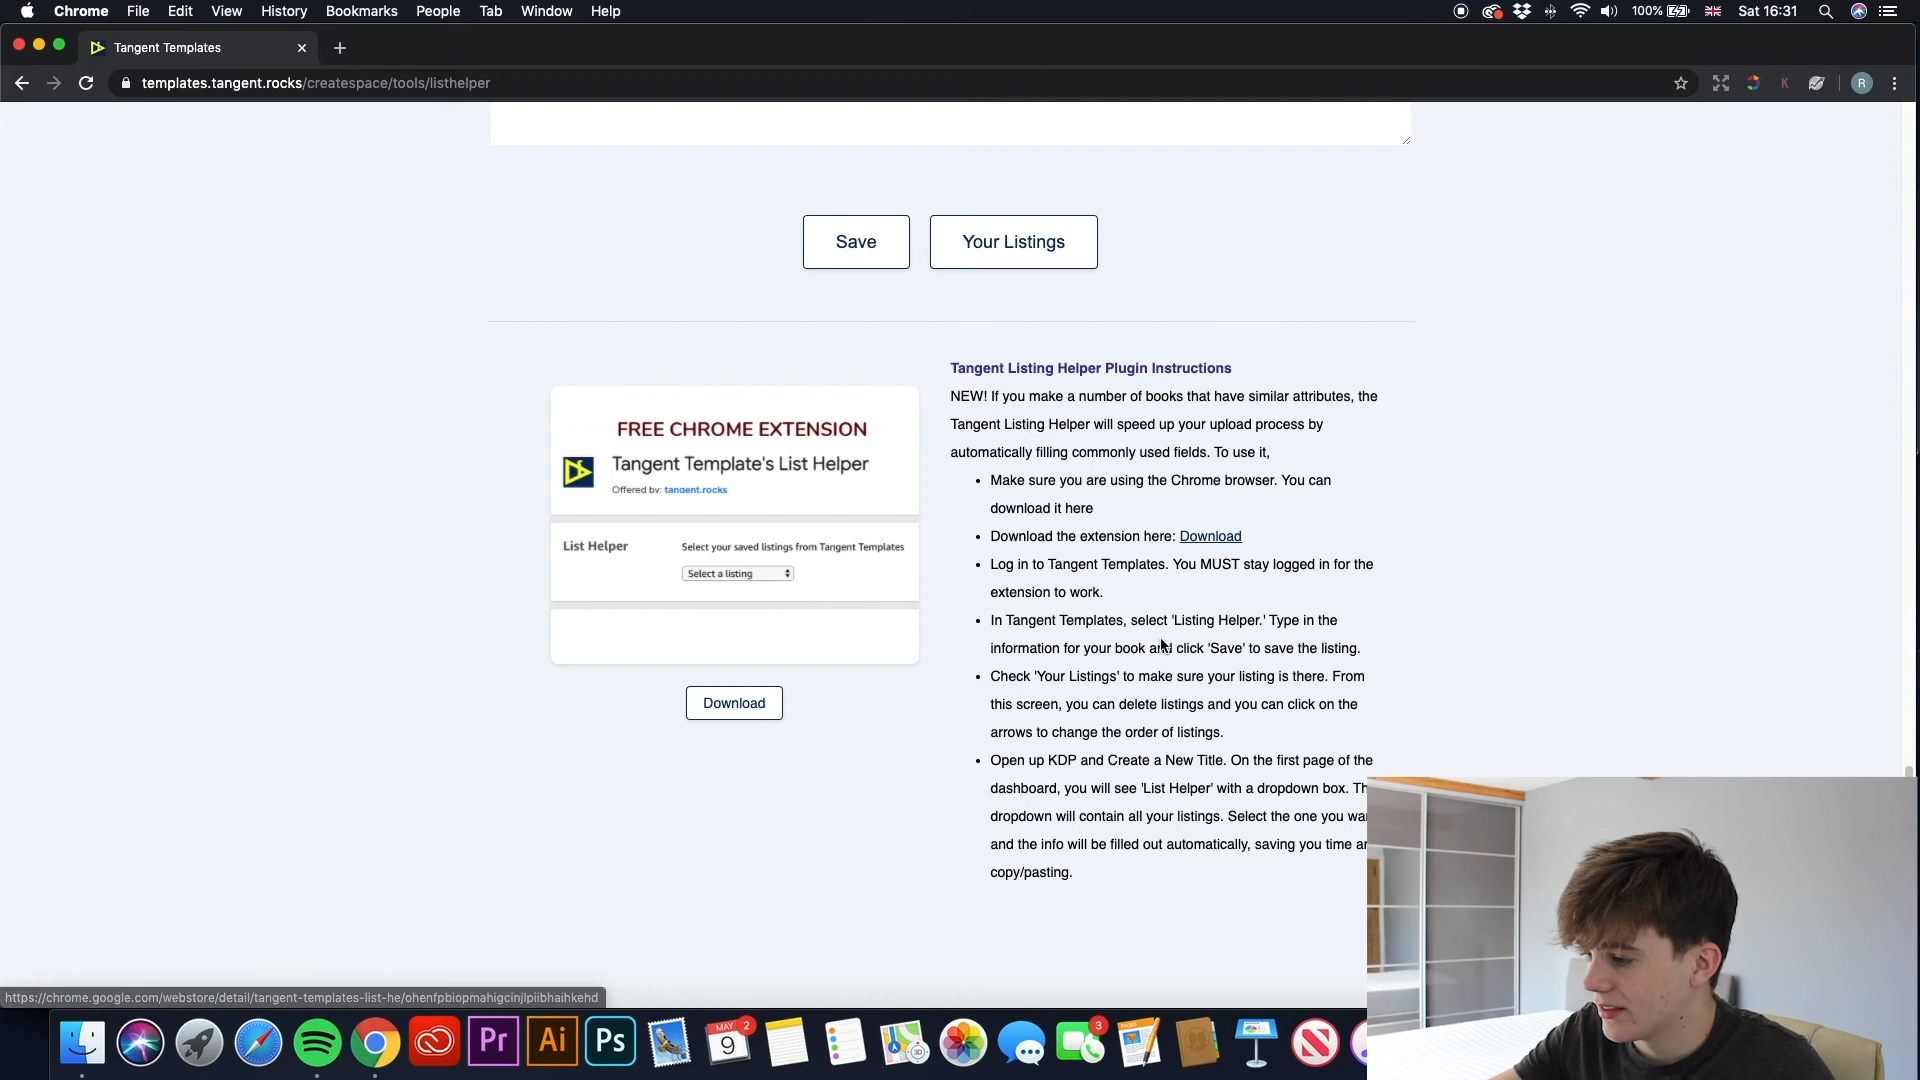 Chrome File Edit View History Bookmarks People Tab Window Help 100% Sat 16:31
Tangent Templates
templates.tangent.rocks/createspace/tools/listhelper K R
Save Your Listings
Tangent Listing Helper Plugin Instructions
NEW! If you make a number of books that have similar attributes, the
Tangent Listing Helper will speed up your upload process by
automatically filling commonly used fields. To use it,
• Make sure you are using the Chrome browser. You can
download it here
• Download the extension here: Download
• Log in to Tangent Templates. You MUST stay logged in for the
extension to work.
• In Tangent Templates, select 'Listing Helper.' Type in the
information for your book and click 'Save' to save the listing.
• Check 'Your Listings' to make sure your listing is there. From
this screen, you can delete listings and you can click on the
arrows to change the order of listings.
• Open up KDP and Create a New Title. On the first page of the
dashboard, you will see 'List Helper' with a dropdown box. Th
dropdown will contain all your listings. Select the one you wa
and the info will be filled out automatically, saving you time ar
copy/pasting.
FREE CHROME EXTENSION
Tangent Template's List Helper
Offered by: tangent.rocks
List Helper Select your saved listings from Tangent Templates
Select a listing
Download
https://chrome.google.com/webstore/detail/tangent-templates-list-he/ohenfpbiopmahigcinjlpiibhaihkehd
Pr Ai Ps MAY 9 2 3D 3 PAGES